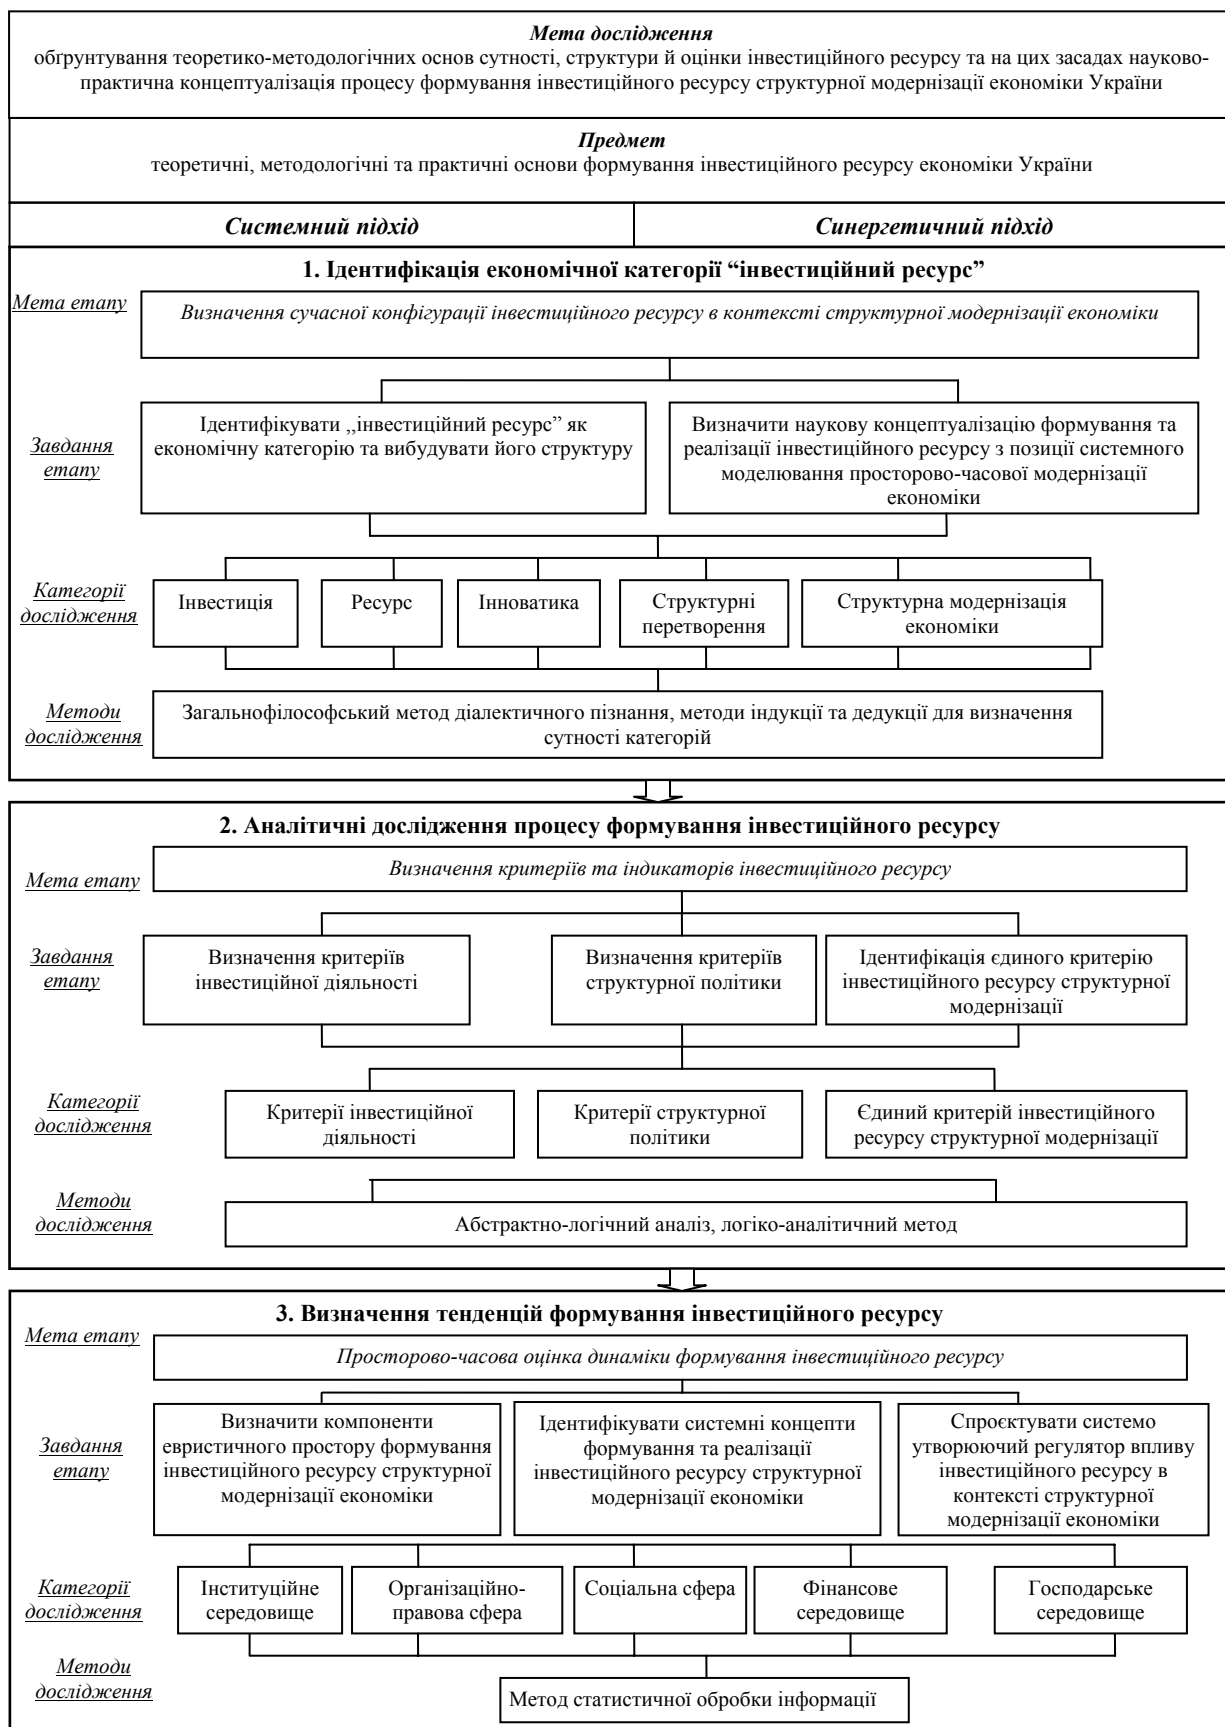 Мета дослідження
обґрунтування теоретико-методологічних основ сутності, структури й оцінки інвестиційного ресурсу та на цих засадах науково-
практична концептуалізація процесу формування інвестиційного ресурсу структурної модернізації економіки України
Предмет
теоретичні, методологічні та практичні основи формування інвестиційного ресурсу економіки України
Системний підхід
Синергетичний підхід
1. Ідентифікація економічної категорії “інвестиційний ресурс”
Мета етапу
Визначення сучасної конфігурації інвестиційного ресурсу в контексті структурної модернізації економіки
Завдання
етапу
Ідентифікувати „інвестиційний ресурс” як
економічну категорію та вибудувати його структуру
Визначити наукову концептуалізацію формування та
реалізації інвестиційного ресурсу з позиції системного
моделювання просторово-часової модернізації
економіки
Категорії
дослідження
Інвестиція
Ресурс
Інноватика
Структурні
перетворення
Структурна модернізація
економіки
Методи
дослідження
Загальнофілософський метод діалектичного пізнання, методи індукції та дедукції для визначення
сутності категорій
2. Аналітичні дослідження процесу формування інвестиційного ресурсу
Мета етапу
Визначення критеріїв та індикаторів інвестиційного ресурсу
Завдання
етапу
Визначення критеріїв
інвестиційної діяльності
Визначення критеріїв
структурної політики
Ідентифікація єдиного критерію
інвестиційного ресурсу структурної
модернізації
Категорії
дослідження
Критерії інвестиційної
діяльності
Критерії структурної
політики
Єдиний критерій інвестиційного
ресурсу структурної модернізації
Методи
дослідження
Абстрактно-логічний аналіз, логіко-аналітичний метод
3. Визначення тенденцій формування інвестиційного ресурсу
Мета етапу
Просторово-часова оцінка динаміки формування інвестиційного ресурсу
Завдання
етапу
Визначити компоненти
евристичного простору формування
інвестиційного ресурсу структурної
модернізації економіки
Ідентифікувати системні концепти
формування та реалізації
інвестиційного ресурсу структурної
модернізації економіки
Спроєктувати системо
утворюючий регулятор впливу
інвестиційного ресурсу в
контексті структурної
модернізації економіки
Категорії
дослідження
Інституційне
середовище
Організаційно-
правова сфера
Соціальна сфера
Фінансове
середовище
Господарське
середовище
Методи
дослідження
Метод статистичної обробки інформації